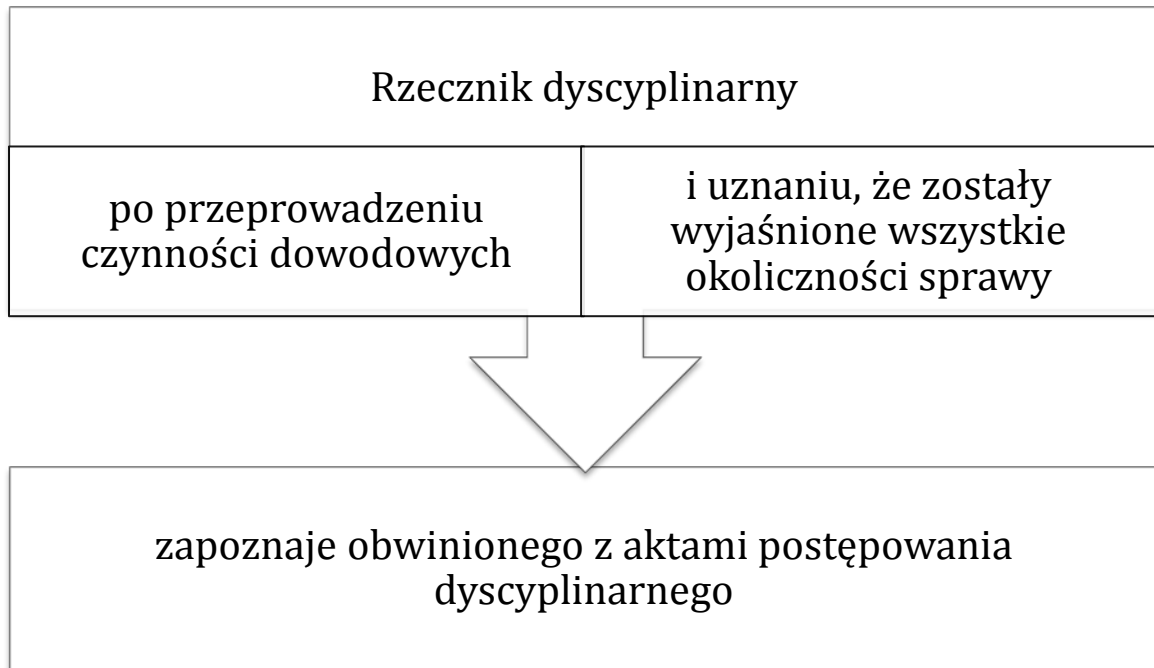 Rzecznik dyscyplinarny
po przeprowadzeniu
czynności dowodowych
i uznaniu, że zostały
wyjaśnione wszystkie
okoliczności sprawy
zapoznaje obwinionego z aktami postępowania
dyscyplinarnego